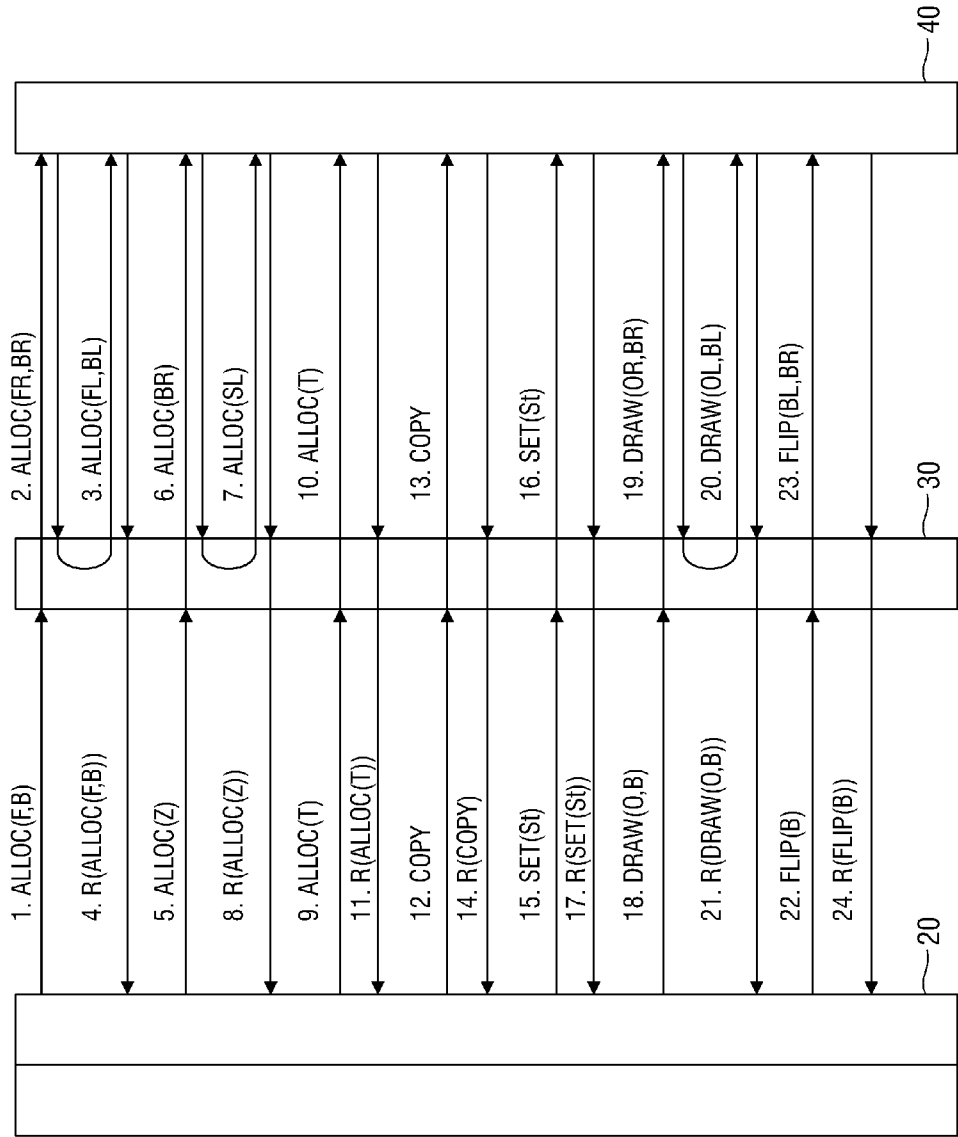 1. ALLOC(F,B)
2. ALLOC(FR,BR)
3. ALLOC(FL,BL)
4. R(ALLOC(F,B))
5. ALLOC(Z)
6. ALLOC(BR)
7. ALLOC(SL)
8. R(ALLOC(Z))
9. ALLOC(T)
10. ALLOC(T)
11. R(ALLOC(T))
12. COPY
13. COPY
14. R(COPY)
15. SET(St)
16. SET(St)
17. R(SET(St))
18. DRAW(O,B)
19. DRAW(OR,BR)
20. DRAW(OL,BL)
21. R(DRAW(O,B))
22. FLIP(B)
23. FLIP(BL,BR)
24. R(FLIP(B))
20
30
40